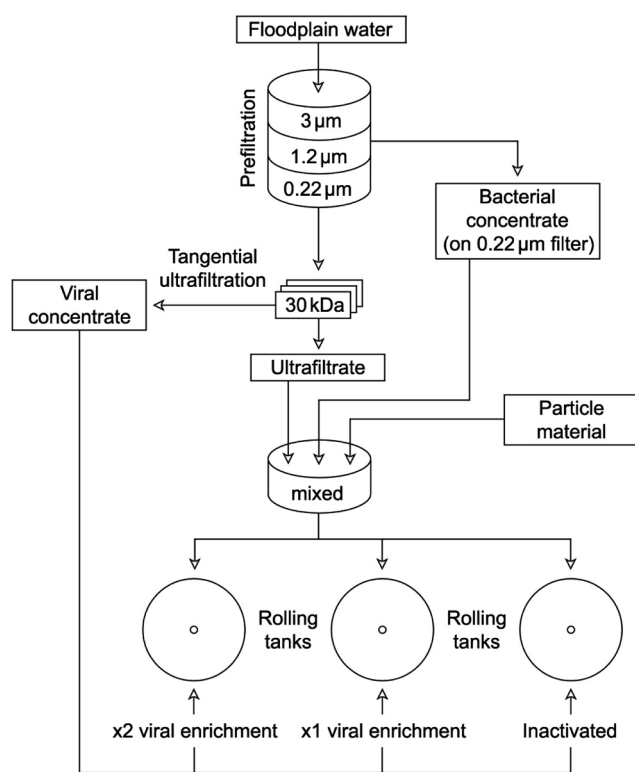 Floodplain water
Prefiltration
3 µm
1.2 µm
0.22 µm
Bacterial
concentrate
(on 0.22 µm filter)
Tangential
ultrafiltration
Viral
concentrate
30 kDa
Ultrafiltrate
Particle
material
mixed
Rolling
tanks
Rolling
tanks
x2 viral enrichment
x1 viral enrichment
Inactivated